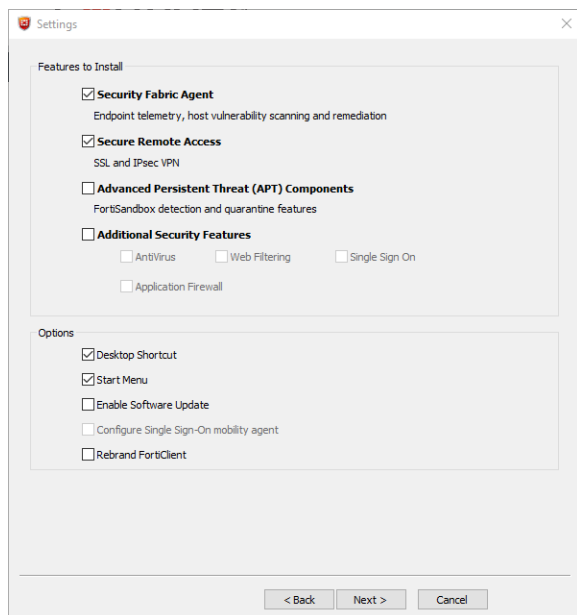 Settings
Features to Install
Security Fabric Agent
Endpoint telemetry, host vulnerability scanning and remediation
Secure Remote Access
SSL and IPsec VPN
Advanced Persistent Threat (APT) Components
FortiSandbox detection and quarantine features
Additional Security Features
AntiVirus Web Filtering Single Sign On
Application Firewall
Options
Desktop Shortcut
Start Menu
Enable Software Update
Configure Single Sign-On mobility agent
Rebrand FortiClient
< Back Next > Cancel